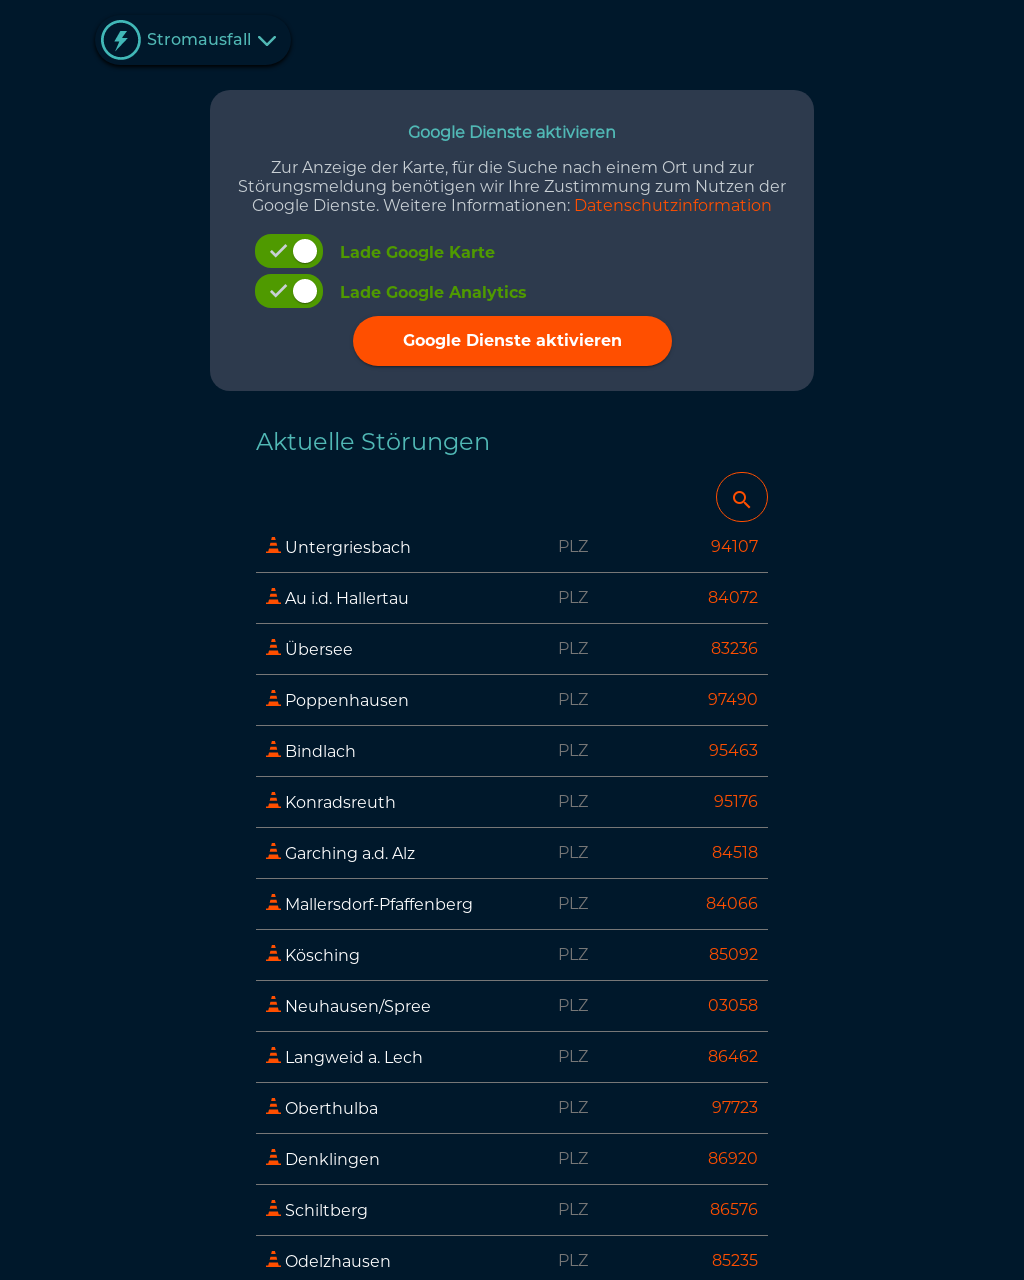 Stromausfall
Google Dienste aktivieren
Zur Anzeige der Karte, für die Suche nach einem Ort und zur
Störungsmeldung benötigen wir Ihre Zustimmung zum Nutzen der
Google Dienste. Weitere Informationen: Datenschutzinformation
Lade Google Karte
Lade Google Analytics
Google Dienste aktivieren
Aktuelle Störungen
Untergriesbach PLZ 94107
Au i.d. Hallertau PLZ 84072
Übersee PLZ 83236
Poppenhausen PLZ 97490
Bindlach PLZ 95463
Konradsreuth PLZ 95176
Garching a.d. Alz PLZ 84518
Mallersdorf-Pfaffenberg PLZ 84066
Kösching PLZ 85092
Neuhausen/Spree PLZ 03058
Langweid a. Lech PLZ 86462
Oberthulba PLZ 97723
Denklingen PLZ 86920
Schiltberg PLZ 86576
Odelzhausen PLZ 85235